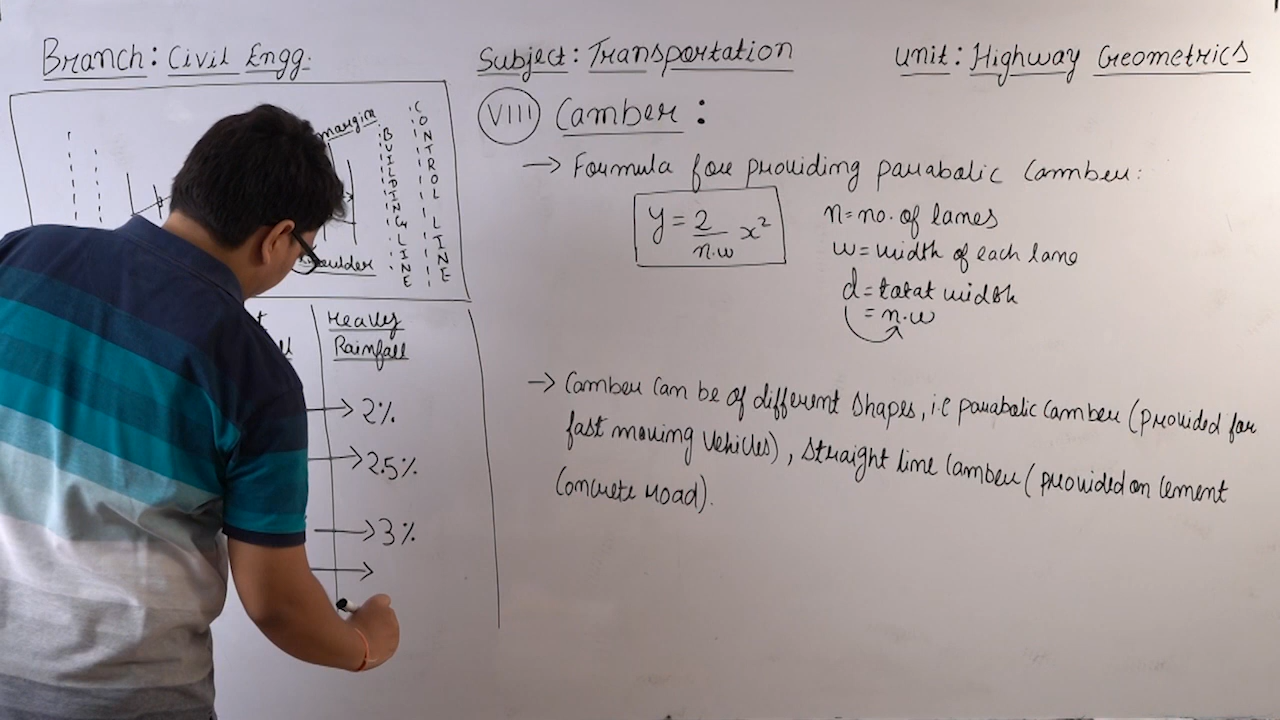 Branch: Civil Engg.
Subject: Transportation
Unit: Highway Geometrics
margin
BUILDING LINE
CONTROL LINE
Heavy
Rainfall
2%
2.5%
3%
VIII Camber:
→ Formula for providing parabolic Camber:
y = 2/n.w x²
n = no. of lanes
w = width of each lane
d = total width
= n.w
→ Camber can be of different shapes, i.e parabolic camber (provided for
fast moving vehicles), straight line camber (provided on cement
concrete road).